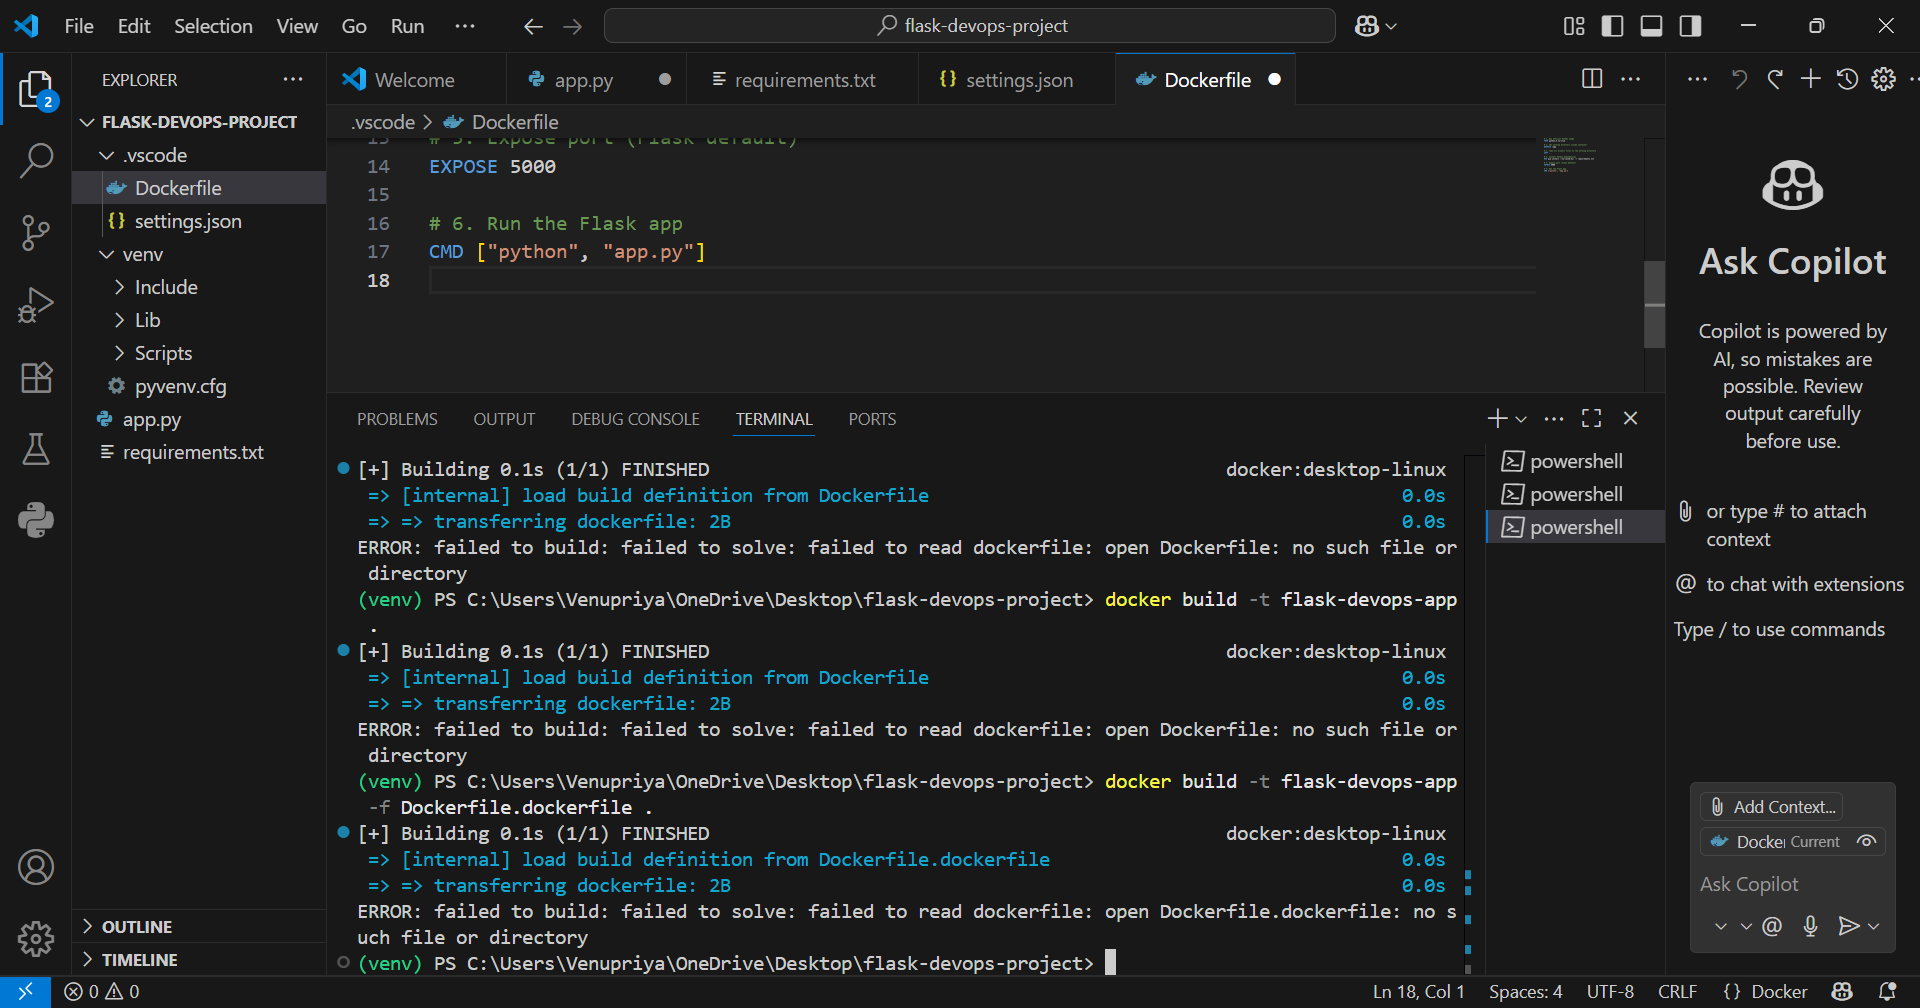 File Edit Selection View Go Run ··· flask-devops-project
EXPLORER ···
FLASK-DEVOPS-PROJECT
.vscode
Dockerfile
settings.json
venv
Include
Lib
Scripts
pyvenv.cfg
app.py
requirements.txt
OUTLINE
TIMELINE
2
Welcome app.py requirements.txt settings.json Dockerfile
.vscode > Dockerfile
13 # 5. Expose port (Flask default)
14 EXPOSE 5000
15
16 # 6. Run the Flask app
17 CMD ["python", "app.py"]
18
PROBLEMS OUTPUT DEBUG CONSOLE TERMINAL PORTS
[+] Building 0.1s (1/1) FINISHED docker:desktop-linux
=> [internal] load build definition from Dockerfile 0.0s
=> => transferring dockerfile: 2B 0.0s
ERROR: failed to build: failed to solve: failed to read dockerfile: open Dockerfile: no such file or
directory
(venv) PS C:\Users\Venupriya\OneDrive\Desktop\flask-devops-project> docker build -t flask-devops-app
.
[+] Building 0.1s (1/1) FINISHED docker:desktop-linux
=> [internal] load build definition from Dockerfile 0.0s
=> => transferring dockerfile: 2B 0.0s
ERROR: failed to build: failed to solve: failed to read dockerfile: open Dockerfile: no such file or
directory
(venv) PS C:\Users\Venupriya\OneDrive\Desktop\flask-devops-project> docker build -t flask-devops-app
-f Dockerfile.dockerfile .
[+] Building 0.1s (1/1) FINISHED docker:desktop-linux
=> [internal] load build definition from Dockerfile.dockerfile 0.0s
=> => transferring dockerfile: 2B 0.0s
ERROR: failed to build: failed to solve: failed to read dockerfile: open Dockerfile.dockerfile: no s
uch file or directory
(venv) PS C:\Users\Venupriya\OneDrive\Desktop\flask-devops-project>
powershell
powershell
powershell
Ask Copilot
Copilot is powered by
AI, so mistakes are
possible. Review
output carefully
before use.
or type # to attach
context
@ to chat with extensions
Type / to use commands
Add Context...
Docker Current
Ask Copilot
@
0 0 Ln 18, Col 1 Spaces: 4 UTF-8 CRLF {} Docker